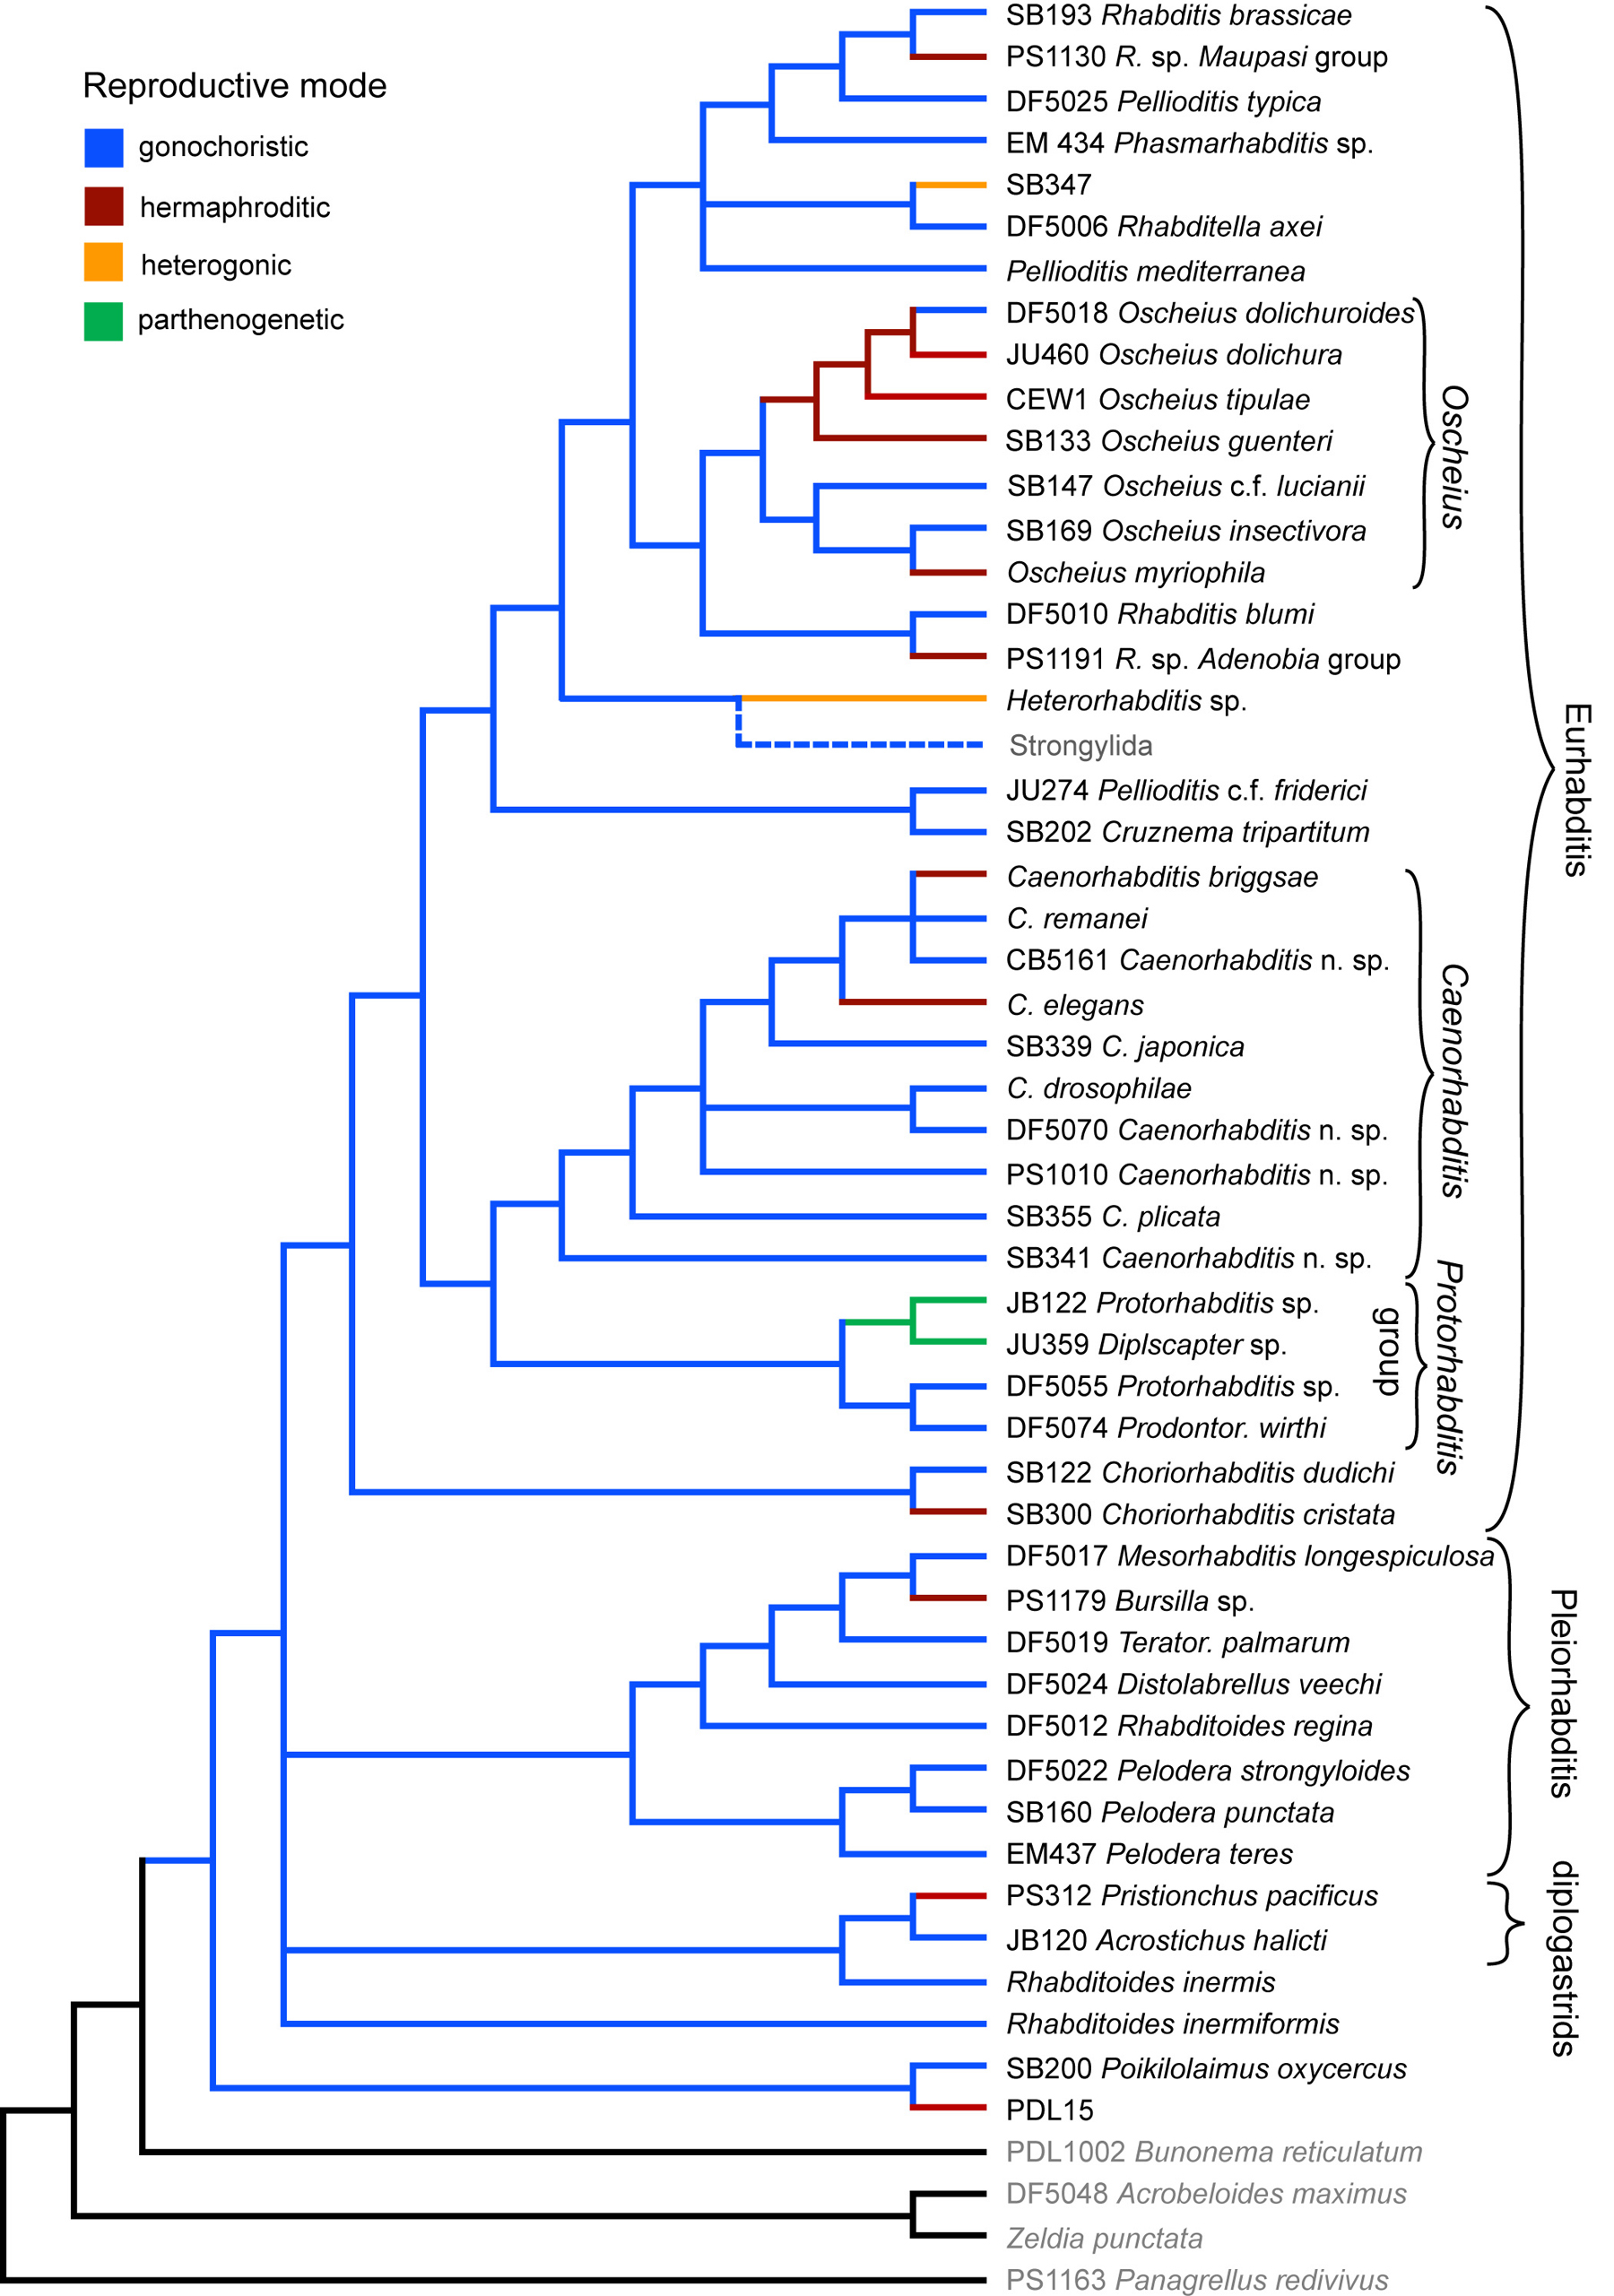 Reproductive mode
gonochoristic
hermaphroditic
heterogonic
parthenogenetic
SB193 Rhabditis brassicae
PS1130 R. sp. Maupasi group
DF5025 Pellioditis typica
EM 434 Phasmarhabditis sp.
SB347
DF5006 Rhabditella axei
Pellioditis mediterranea
DF5018 Oscheius dolichuroides
JU460 Oscheius dolichura
CEW1 Oscheius tipulae
SB133 Oscheius guenteri
SB147 Oscheius c.f. lucianii
SB169 Oscheius insectivora
Oscheius myriophila
DF5010 Rhabditis blumi
PS1191 R. sp. Adenobia group
Heterorhabditis sp.
Strongylida
JU274 Pellioditis c.f. friderici
SB202 Cruznema tripartitum
Caenorhabditis briggsae
C. remanei
CB5161 Caenorhabditis n. sp.
C. elegans
SB339 C. japonica
C. drosophilae
DF5070 Caenorhabditis n. sp.
PS1010 Caenorhabditis n. sp.
SB355 C. plicata
SB341 Caenorhabditis n. sp.
JB122 Protorhabditis sp.
JU359 Diplscapter sp.
DF5055 Protorhabditis sp.
DF5074 Prodontor. wirthi
SB122 Choriorhabditis dudichi
SB300 Choriorhabditis cristata
DF5017 Mesorhabditis longespiculosa
PS1179 Bursilla sp.
DF5019 Terator. palmarum
DF5024 Distolabrellus veechi
DF5012 Rhabditoides regina
DF5022 Pelodera strongyloides
SB160 Pelodera punctata
EM437 Pelodera teres
PS312 Pristionchus pacificus
JB120 Acrostichus halicti
Rhabditoides inermis
Rhabditoides inermiformis
SB200 Poikilolaimus oxycercus
PDL15
PDL1002 Bunonema reticulatum
DF5048 Acrobeloides maximus
Zeldia punctata
PS1163 Panagrellus redivivus
Oscheius
Caenorhabditis
Protorhabditis
group
Eurhabditis
Pleiorhabditis
diplogastrids